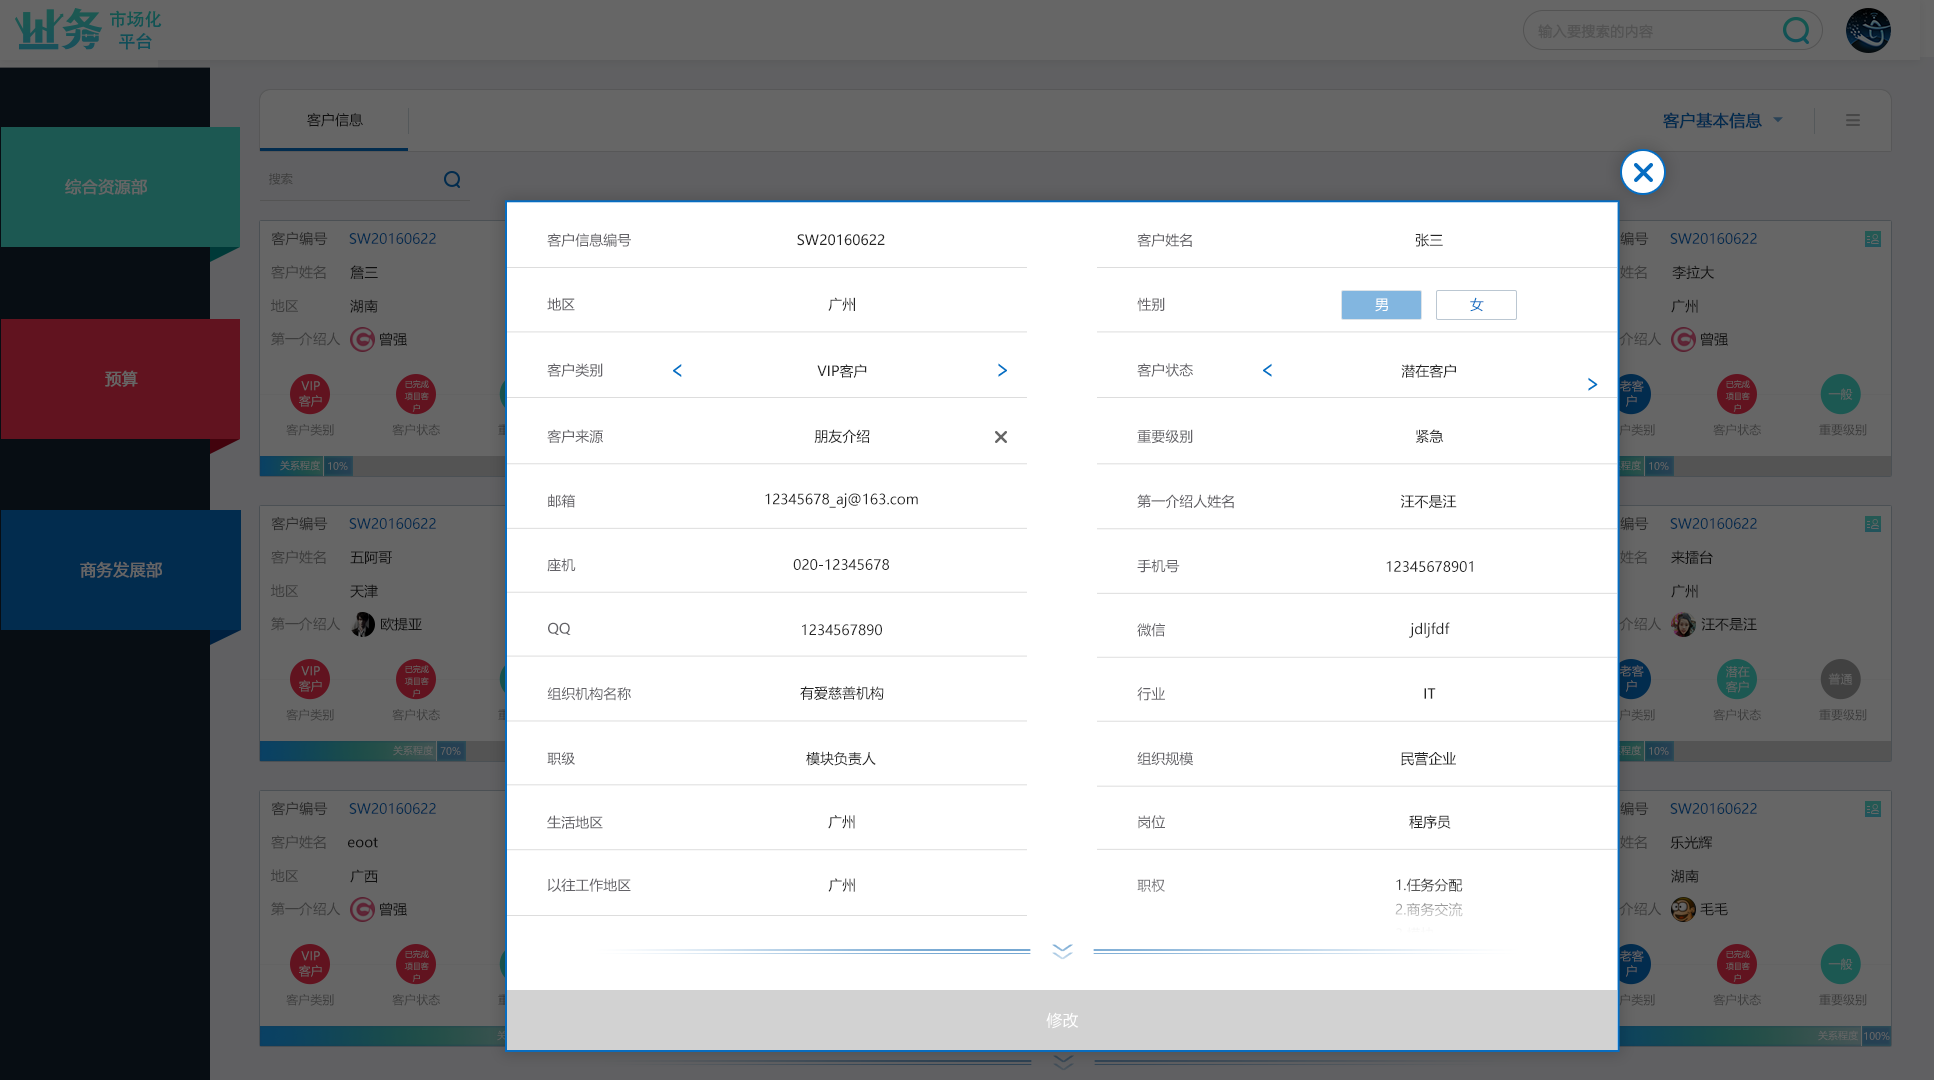 业务 市场化
平台
输入要搜索的内容
客户信息
客户基本信息
搜索
综合资源部
预算
商务发展部
客户编号 SW20160622
客户姓名 詹三
地区 湖南
第一介绍人 曾强
VIP
客户
已完成
项目客
户
客户类别 客户状态
关系程度 10%
客户编号 SW20160622
客户姓名 五阿哥
地区 天津
第一介绍人 欧提亚
VIP
客户
已完成
项目客
户
客户类别 客户状态
关系程度 70%
客户编号 SW20160622
客户姓名 eoot
地区 广西
第一介绍人 曾强
VIP
客户
已完成
项目客
户
客户类别 客户状态
客户信息编号 SW20160622
客户姓名 张三
地区 广州
性别 男 女
客户类别 VIP客户
客户状态 潜在客户
客户来源 朋友介绍
重要级别 紧急
邮箱 12345678_aj@163.com
第一介绍人姓名 汪不是汪
座机 020-12345678
手机号 12345678901
QQ 1234567890
微信 jdljfdf
组织机构名称 有爱慈善机构
行业 IT
职级 模块负责人
组织规模 民营企业
生活地区 广州
岗位 程序员
以往工作地区 广州
职权 1.任务分配
2.商务交流
修改
编号 SW20160622
姓名 李拉大
广州
介绍人 曾强
老客
户
已完成
项目客
户
一般
户类别 客户状态 重要级别
程度 10%
编号 SW20160622
姓名 来擂台
广州
介绍人 汪不是汪
老客
户
潜在
客户
普通
户类别 客户状态 重要级别
程度 10%
编号 SW20160622
姓名 乐光辉
湖南
介绍人 毛毛
老客
户
已完成
项目客
户
一般
户类别 客户状态 重要级别
关系程度 100%